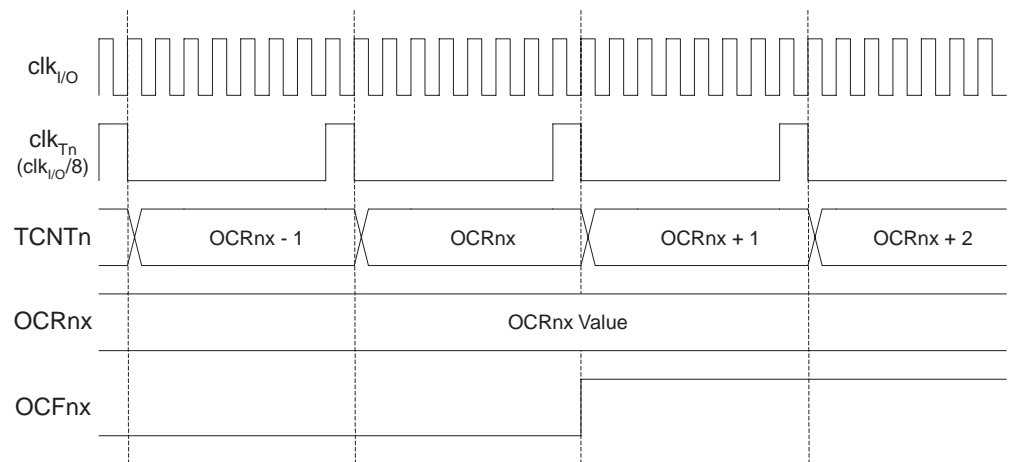 clkI/O
clkTn
(clkI/O/8)
TCNTn
OCRnx - 1
OCRnx
OCRnx + 1
OCRnx + 2
OCRnx
OCRnx Value
OCFnx